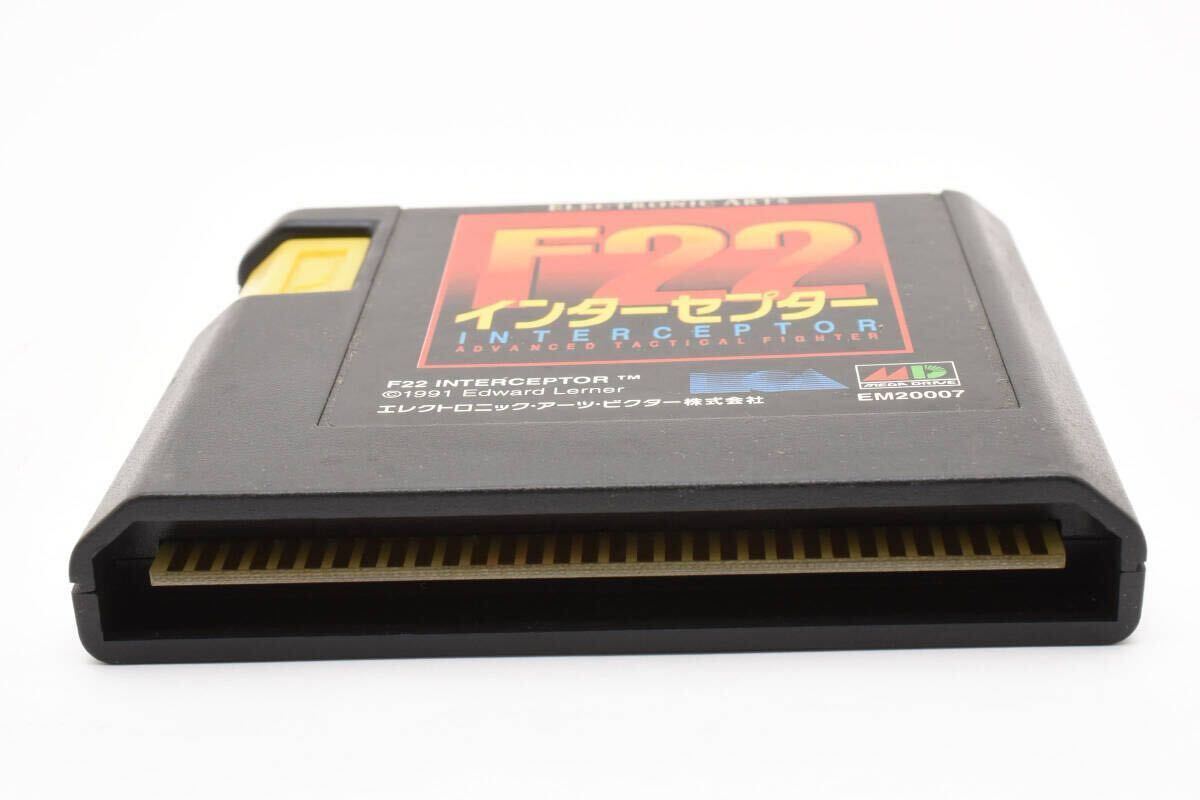 ELECTRONIC ARTS
F22
インターセプター
INTERCEPTOR
ADVANCED TACTICAL FIGHTER
F22 INTERCEPTOR ™
©1991 Edward Lerner
エレクトロニック・アーツ・ビクター株式会社
SEGA
MD
MEGA DRIVE
EM20007